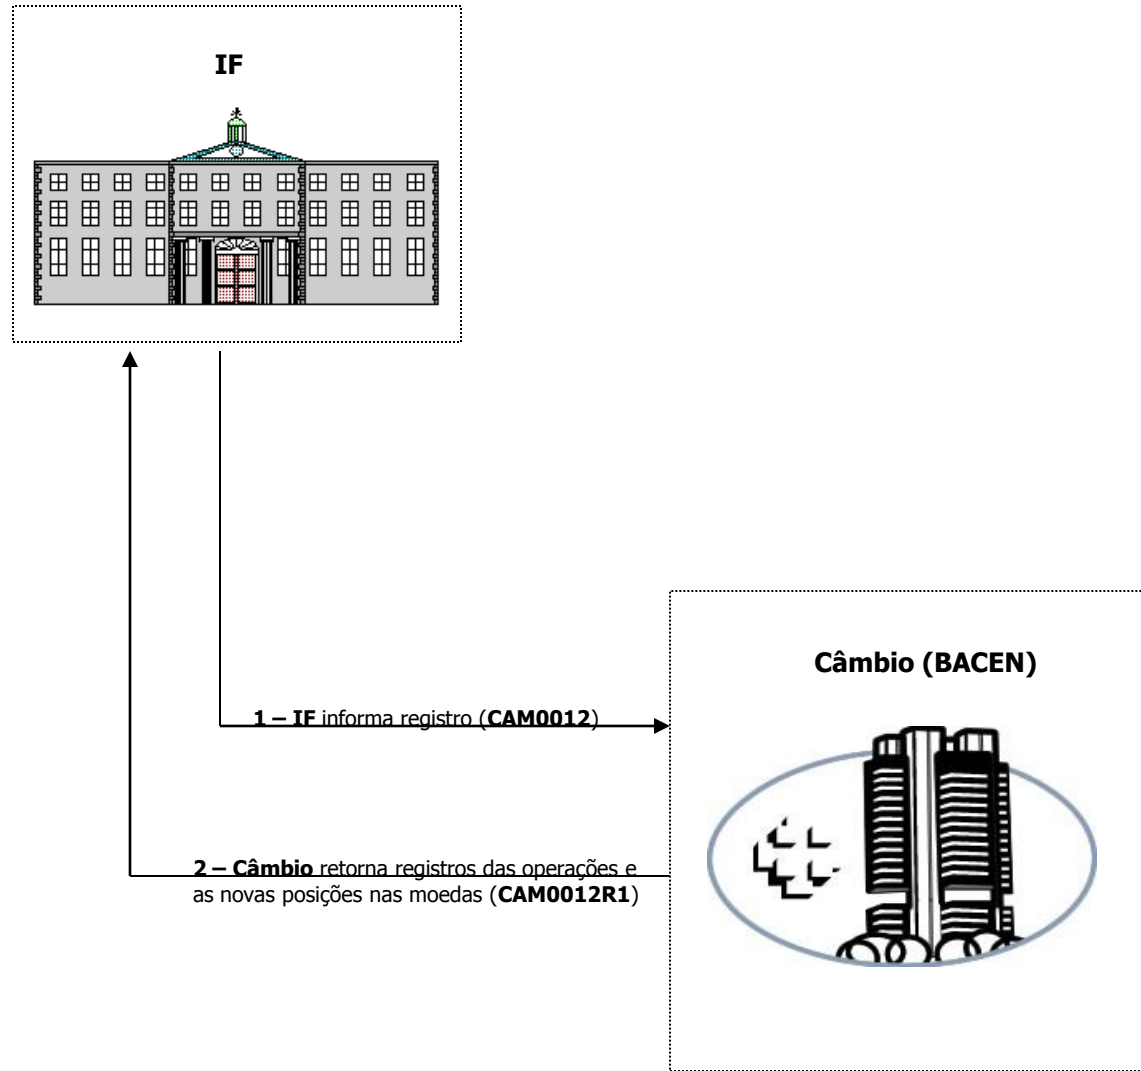 IF
Câmbio (BACEN)
1 – IF informa registro (CAM0012)
2 – Câmbio retorna registros das operações e
as novas posições nas moedas (CAM0012R1)